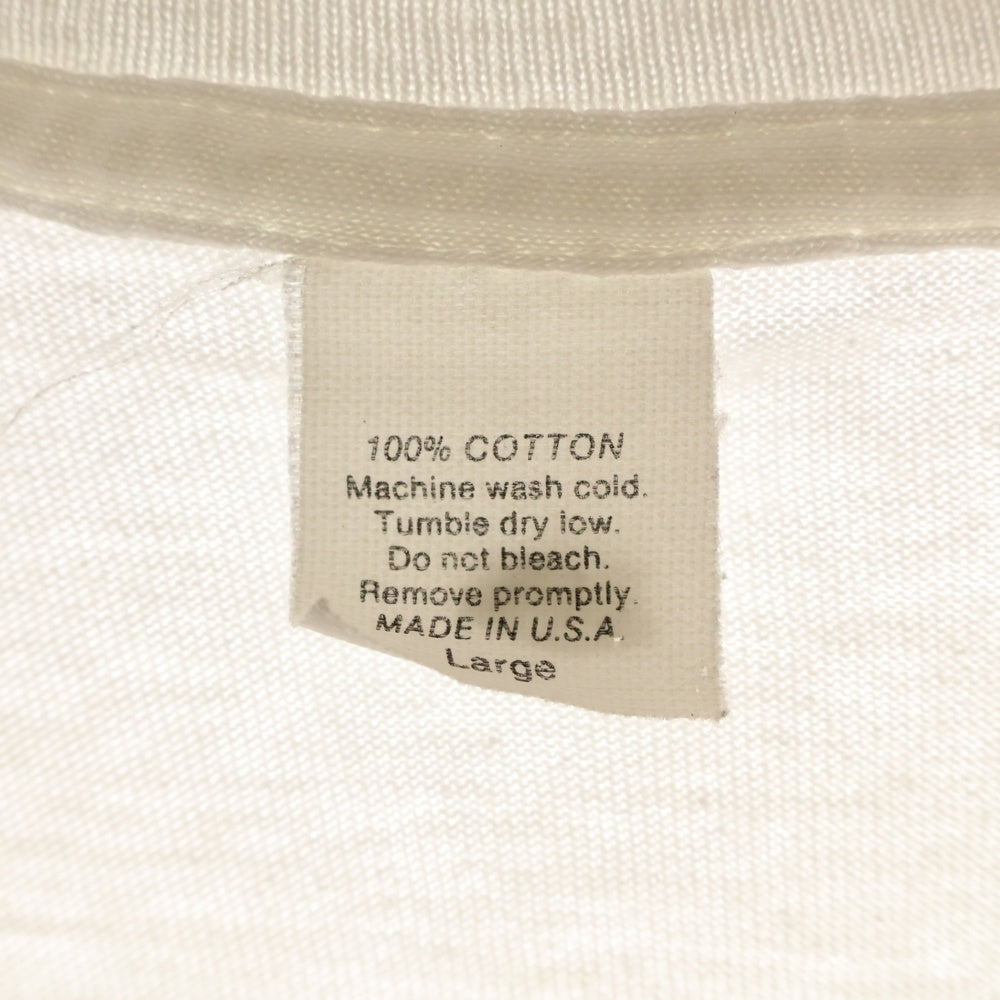 100% COTTON
Machine wash cold.
Tumble dry low.
Do not bleach.
Remove promptly.
MADE IN U.S.A.
Large